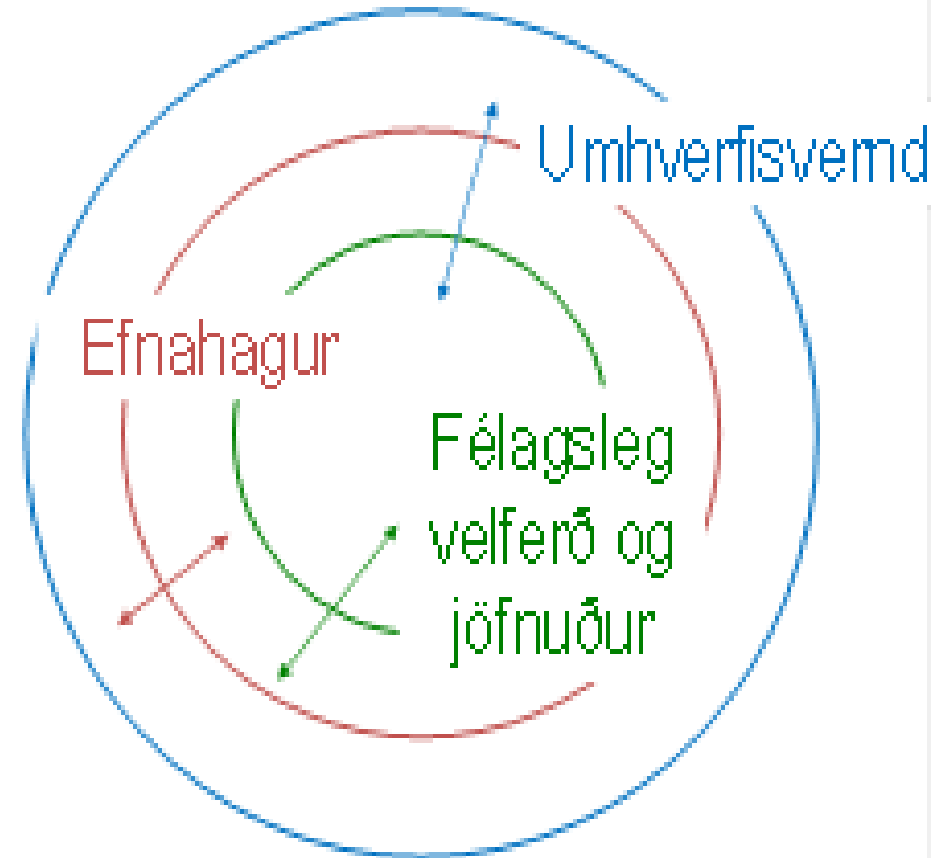 Umhverfisvernd
Efnahagur
Félagsleg
velferð og
jöfnuður